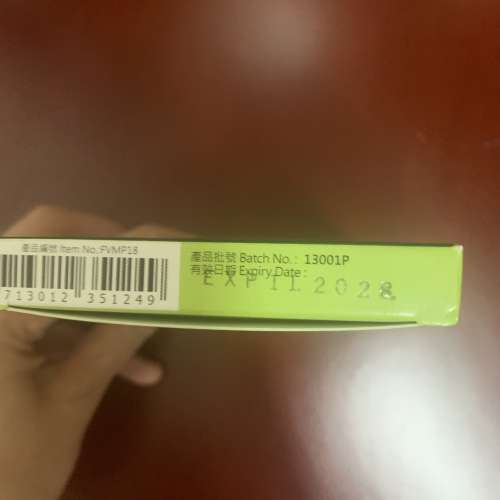 產品編號 Item No.:FVMP18
713012 351249
產品批號 Batch No.: 13001P
有效日期 Expiry Date :
EXP 11 2028